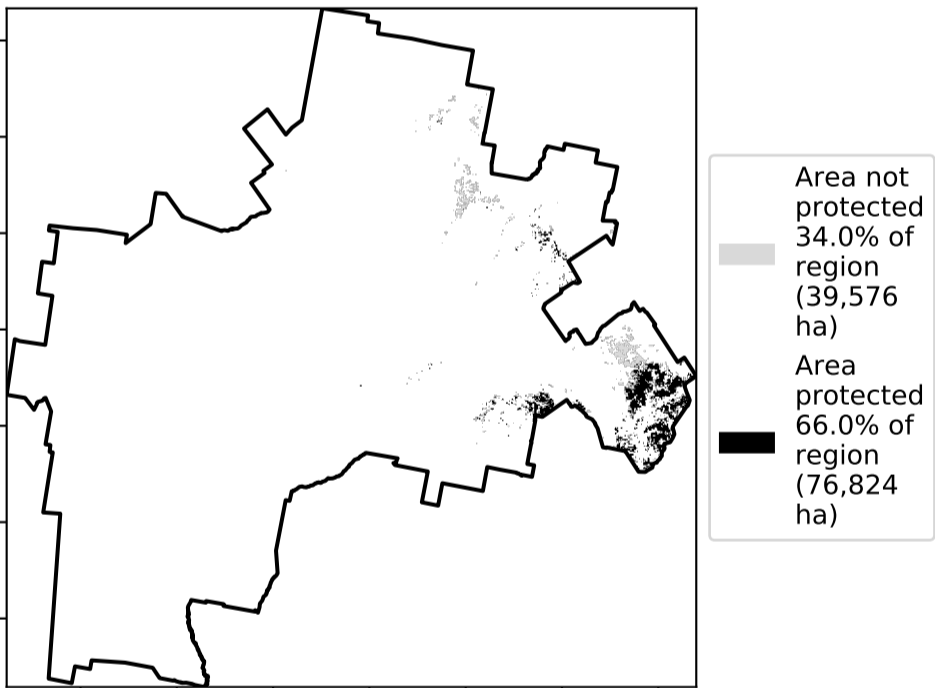 Area not
protected
34.0% of
region
(39,576
ha)
Area
protected
66.0% of
region
(76,824
ha)